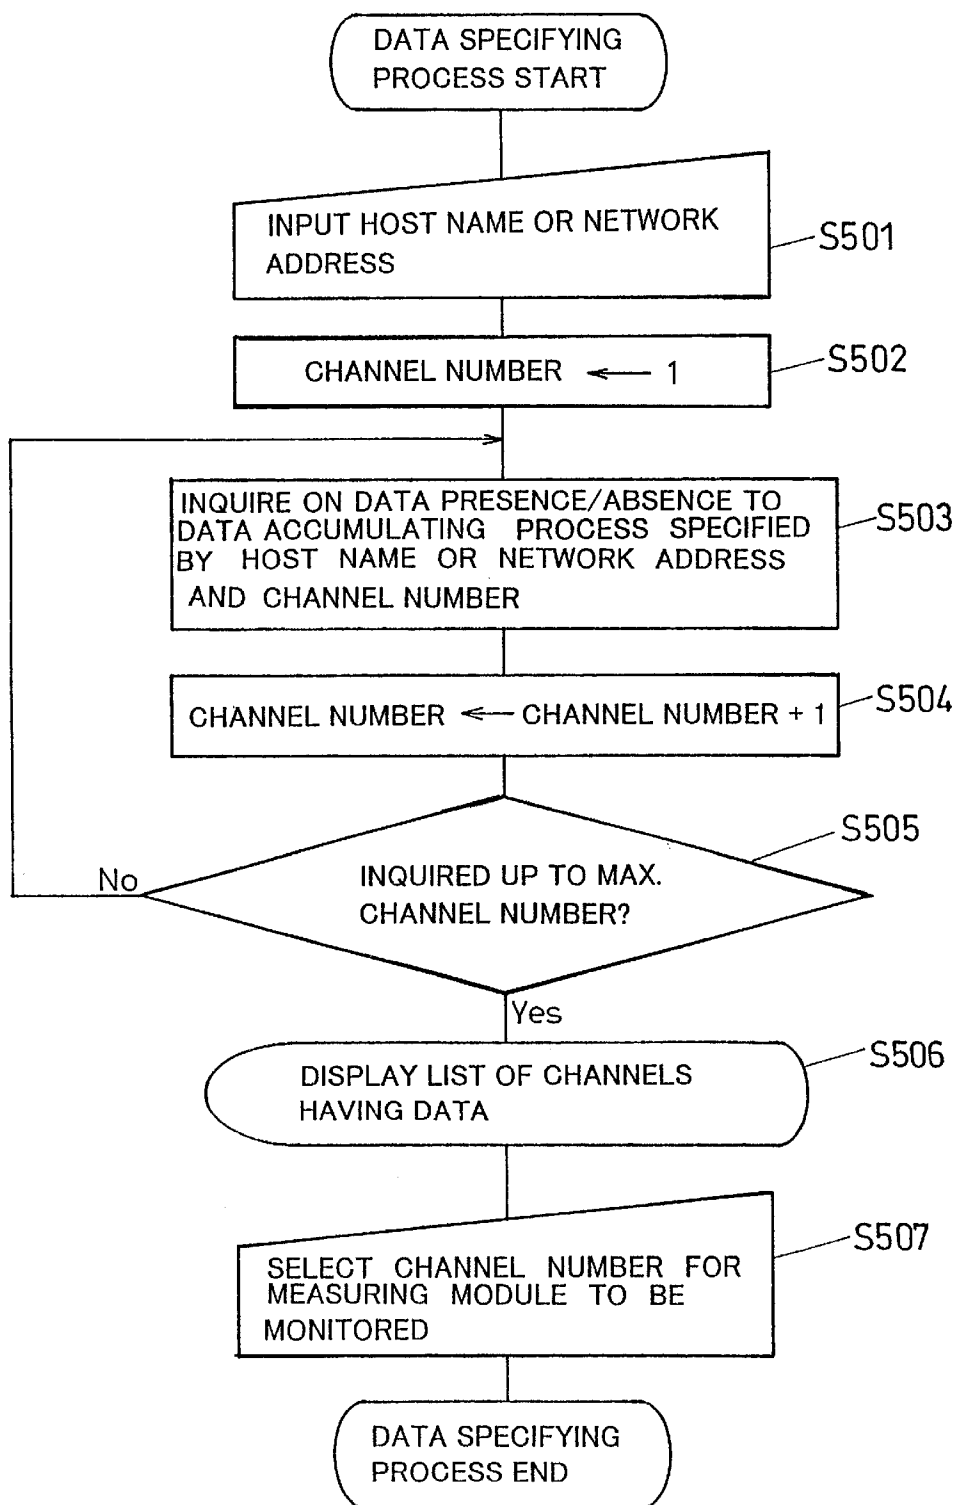 DATA SPECIFYING
PROCESS START
INPUT HOST NAME OR NETWORK
ADDRESS
S501
CHANNEL NUMBER ← 1
S502
INQUIRE ON DATA PRESENCE/ABSENCE TO
DATA ACCUMULATING PROCESS SPECIFIED
BY HOST NAME OR NETWORK ADDRESS
AND CHANNEL NUMBER
S503
CHANNEL NUMBER ← CHANNEL NUMBER + 1
S504
S505
INQUIRED UP TO MAX.
CHANNEL NUMBER?
No
Yes
DISPLAY LIST OF CHANNELS
HAVING DATA
S506
SELECT CHANNEL NUMBER FOR
MEASURING MODULE TO BE
MONITORED
S507
DATA SPECIFYING
PROCESS END